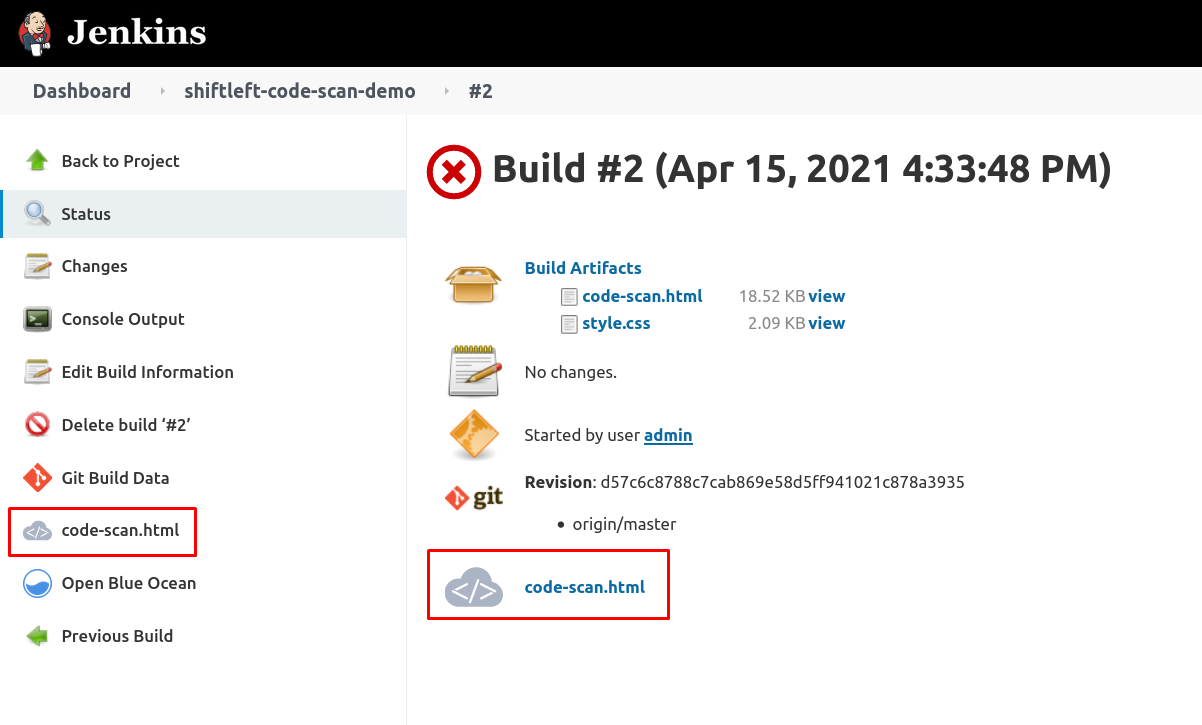 Jenkins
Dashboard shiftleft-code-scan-demo #2
Back to Project
Status
Changes
Console Output
Edit Build Information
Delete build ‘#2’
Git Build Data
code-scan.html
Open Blue Ocean
Previous Build
Build #2 (Apr 15, 2021 4:33:48 PM)
Build Artifacts
code-scan.html 18.52 KB view
style.css 2.09 KB view
No changes.
Started by user admin
Revision: d57c6c8788c7cab869e58d5ff941021c878a3935
git
• origin/master
code-scan.html